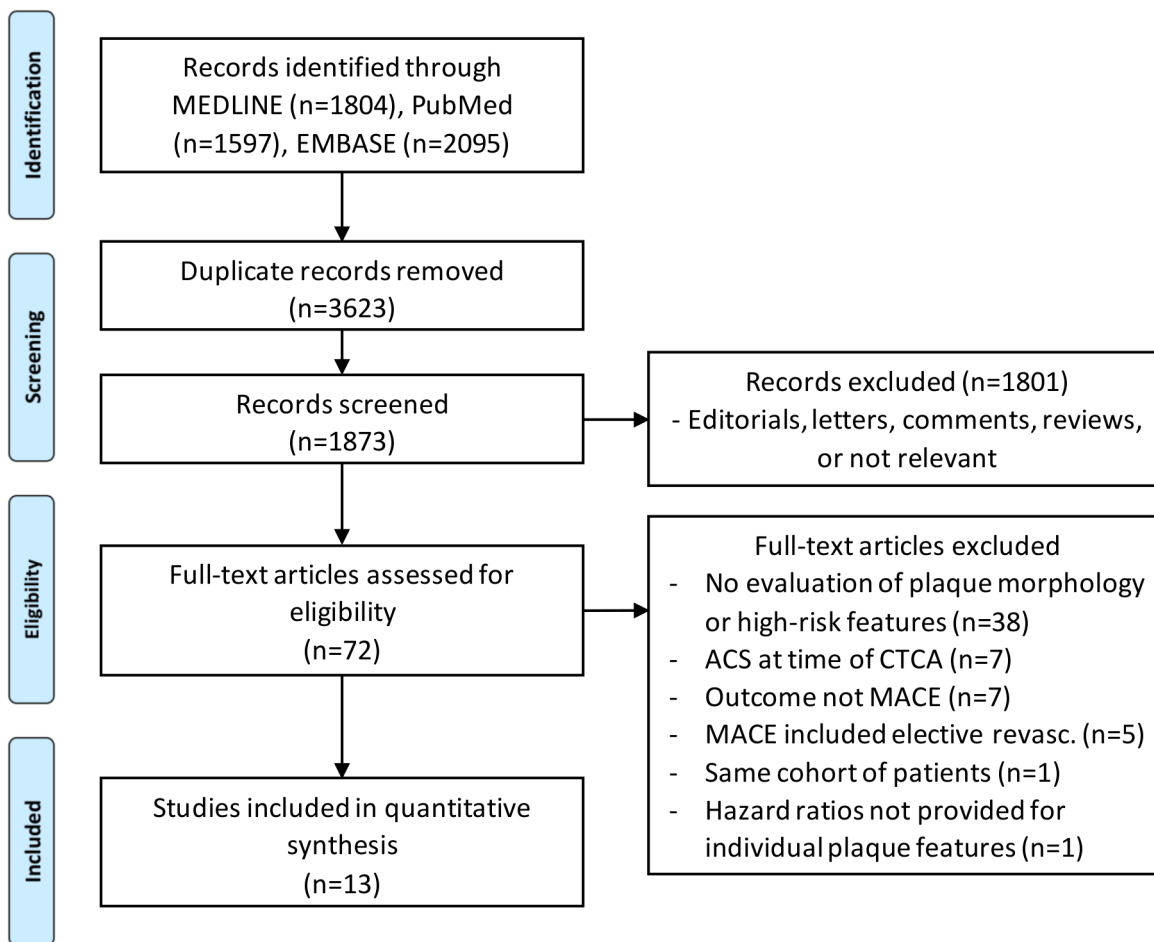 Identification
Records identified through
MEDLINE (n=1804), PubMed
(n=1597), EMBASE (n=2095)
Screening
Duplicate records removed
(n=3623)
Records screened
(n=1873)
Records excluded (n=1801)
- Editorials, letters, comments, reviews,
or not relevant
Eligibility
Full-text articles assessed for
eligibility
(n=72)
Full-text articles excluded
- No evaluation of plaque morphology
or high-risk features (n=38)
- ACS at time of CTCA (n=7)
- Outcome not MACE (n=7)
- MACE included elective revasc. (n=5)
- Same cohort of patients (n=1)
- Hazard ratios not provided for
individual plaque features (n=1)
Included
Studies included in quantitative
synthesis
(n=13)